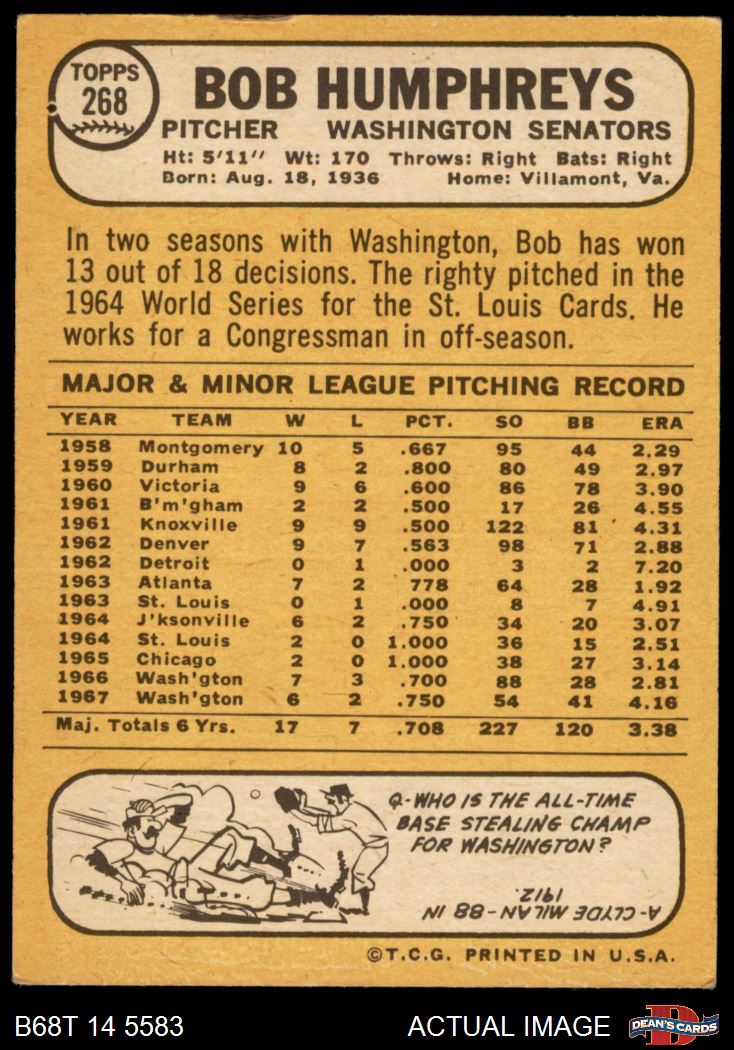 TOPPS
268
BOB HUMPHREYS
PITCHER WASHINGTON SENATORS
Ht: 5'11" Wt: 170 Throws: Right Bats: Right
Born: Aug. 18, 1936 Home: Villamont, Va.
In two seasons with Washington, Bob has won
13 out of 18 decisions. The righty pitched in the
1964 World Series for the St. Louis Cards. He
works for a Congressman in off-season.
MAJOR & MINOR LEAGUE PITCHING RECORD
YEAR TEAM W L PCT. SO BB ERA
1958 Montgomery 10 5 .667 95 44 2.29
1959 Durham 8 2 .800 80 49 2.97
1960 Victoria 9 6 .600 86 78 3.90
1961 B'm'gham 2 2 .500 17 26 4.55
1961 Knoxville 9 9 .500 122 81 4.31
1962 Denver 9 7 .563 98 71 2.88
1962 Detroit 0 1 .000 3 2 7.20
1963 Atlanta 7 2 778 64 28 1.92
1963 St. Louis 0 1 .000 8 7 4.91
1964 J'ksonville 6 2 .750 34 20 3.07
1964 St. Louis 2 0 1.000 36 15 2.51
1965 Chicago 2 0 1.000 38 27 3.14
1966 Wash'gton 7 3 .700 88 28 2.81
1967 Wash'gton 6 2 .750 54 41 4.16
Maj. Totals 6 Yrs. 17 7 .708 227 120 3.38
Q-WHO IS THE ALL-TIME
BASE STEALING CHAMP
FOR WASHINGTON?
A-CLYDE MILAN-88 IN
1912.
©T.C.G. PRINTED IN U.S.A.
B68T 14 5583 ACTUAL IMAGE
D
DEAN'S CARDS